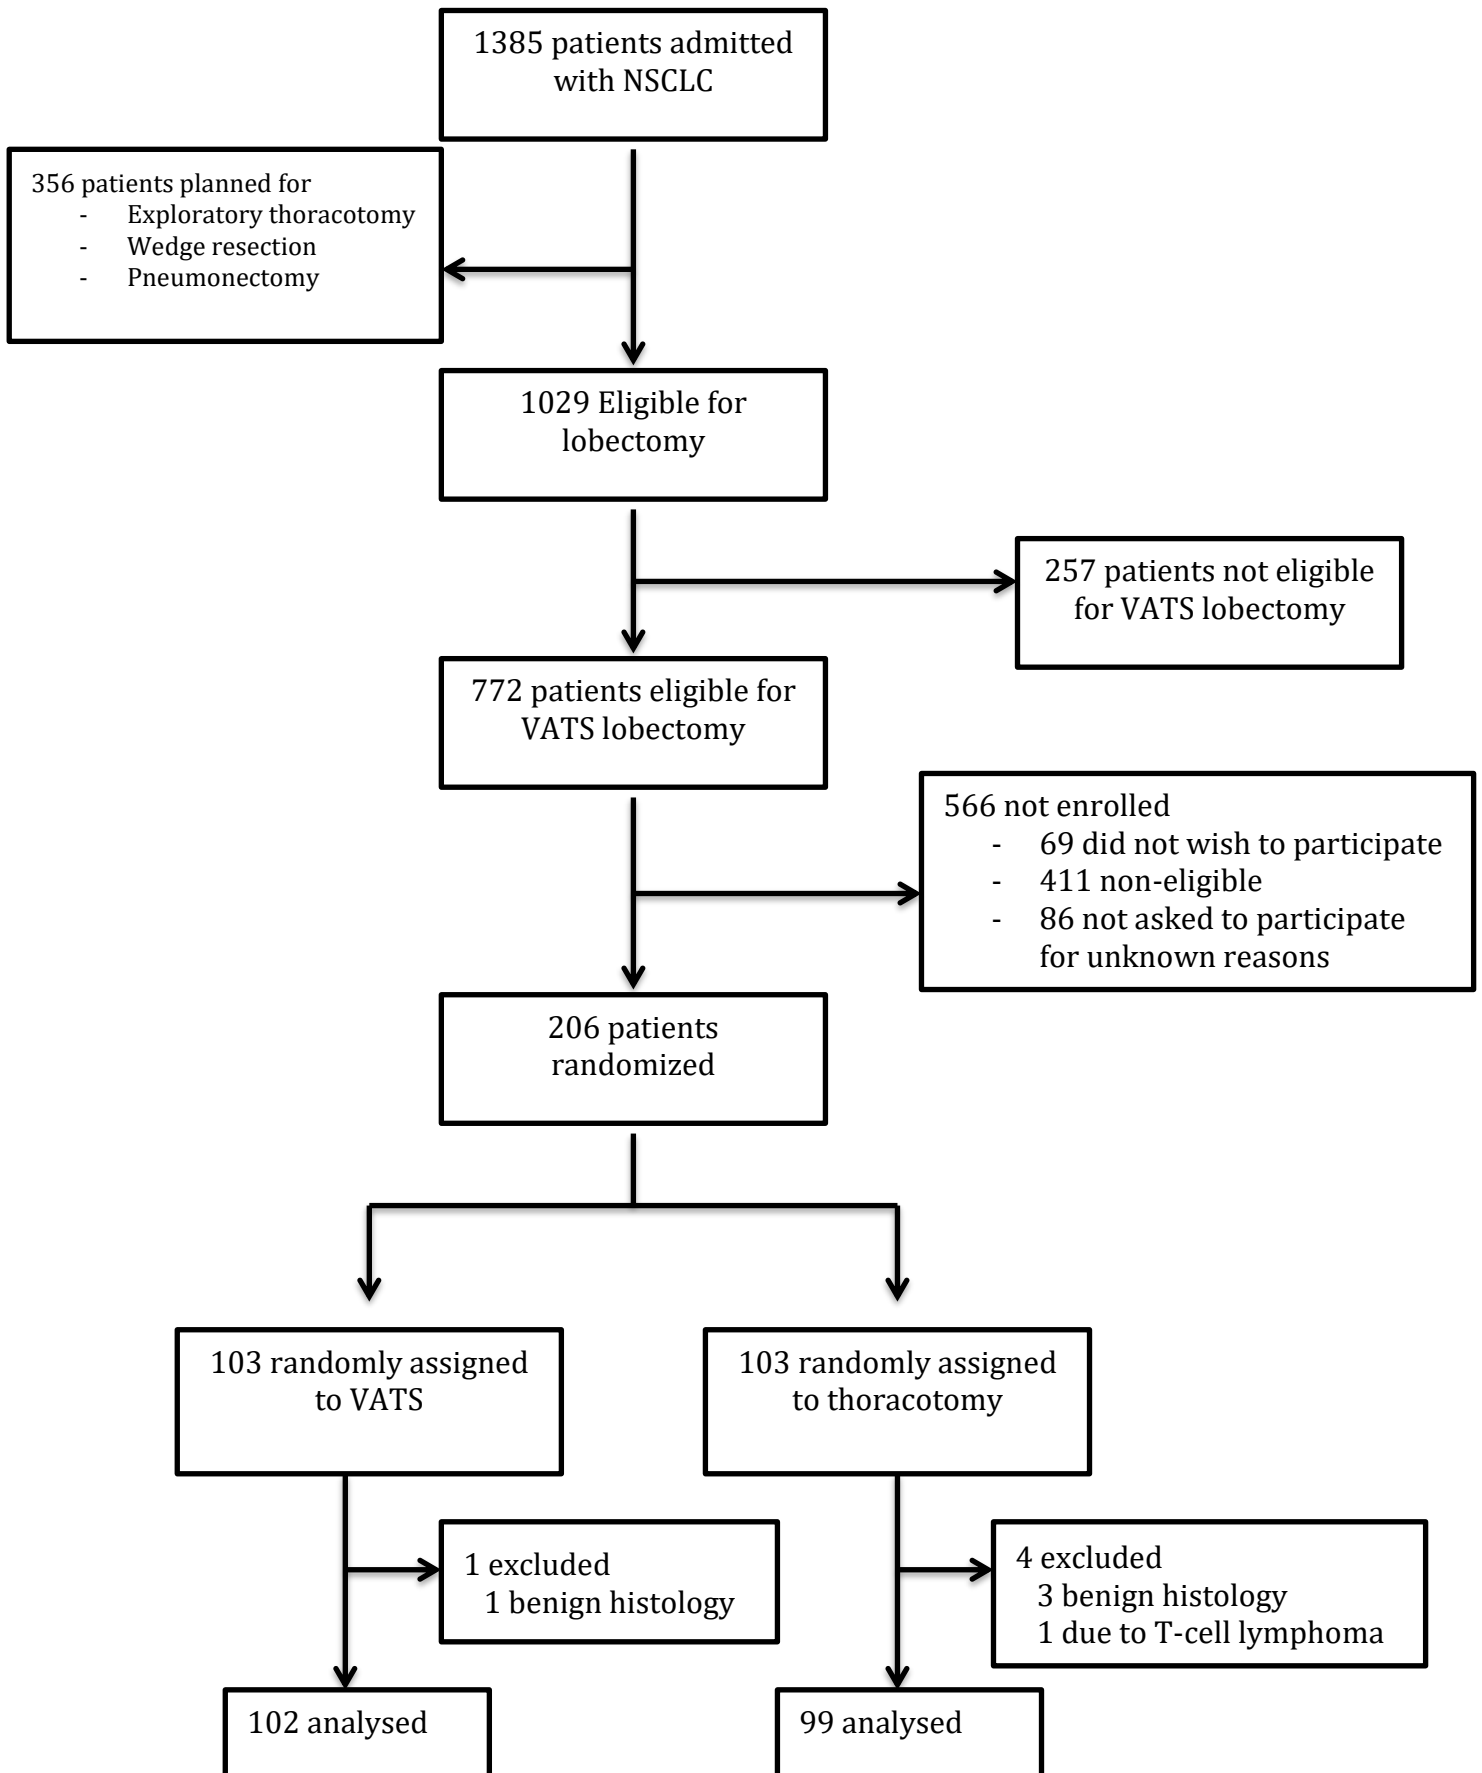 1385 patients admitted
with NSCLC
356 patients planned for
- Exploratory thoracotomy
- Wedge resection
- Pneumonectomy
1029 Eligible for
lobectomy
257 patients not eligible
for VATS lobectomy
772 patients eligible for
VATS lobectomy
566 not enrolled
- 69 did not wish to participate
- 411 non-eligible
- 86 not asked to participate
for unknown reasons
206 patients
randomized
103 randomly assigned
to VATS
103 randomly assigned
to thoracotomy
1 excluded
1 benign histology
4 excluded
3 benign histology
1 due to T-cell lymphoma
102 analysed
99 analysed